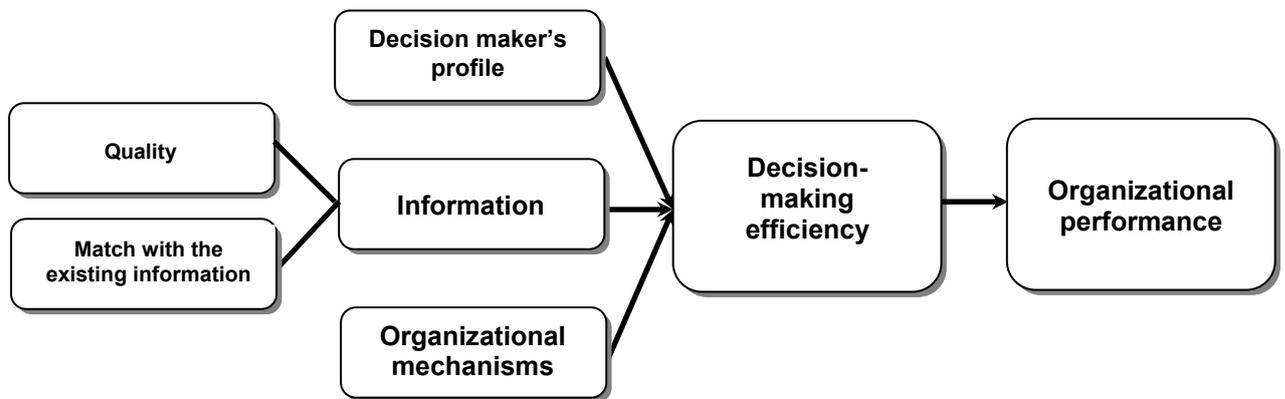 Decision maker’s
profile
Quality
Match with the
existing information
Information
Organizational
mechanisms
Decision-
making
efficiency
Organizational
performance